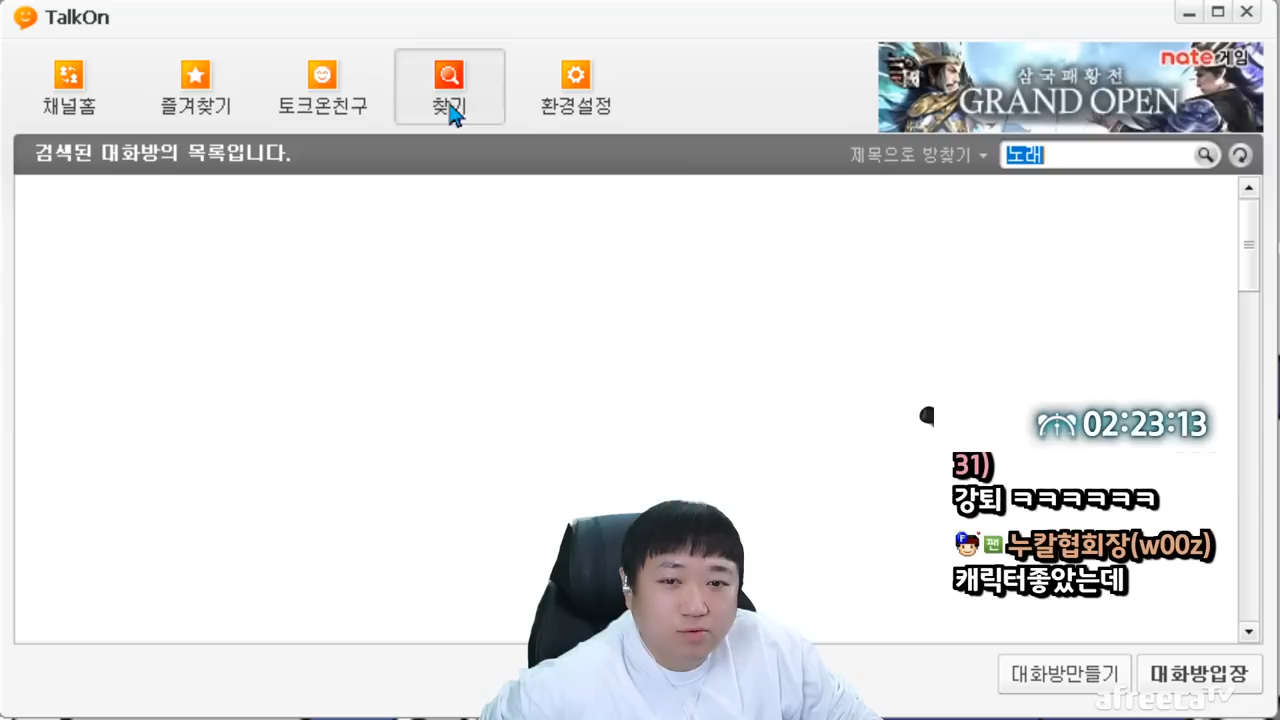 TalkOn
채널홈
즐겨찾기
토크온친구
찾기
환경설정
nate게임
삼국패황전
GRAND OPEN
검색된 대화방의 목록입니다.
제목으로 방찾기
노래
02:23:13
31)
강퇴 ㅋㅋㅋㅋㅋㅋ
F 팬 누칼협회장(w00z)
캐릭터좋았는데
대화방만들기
대화방입장
afreecaTV